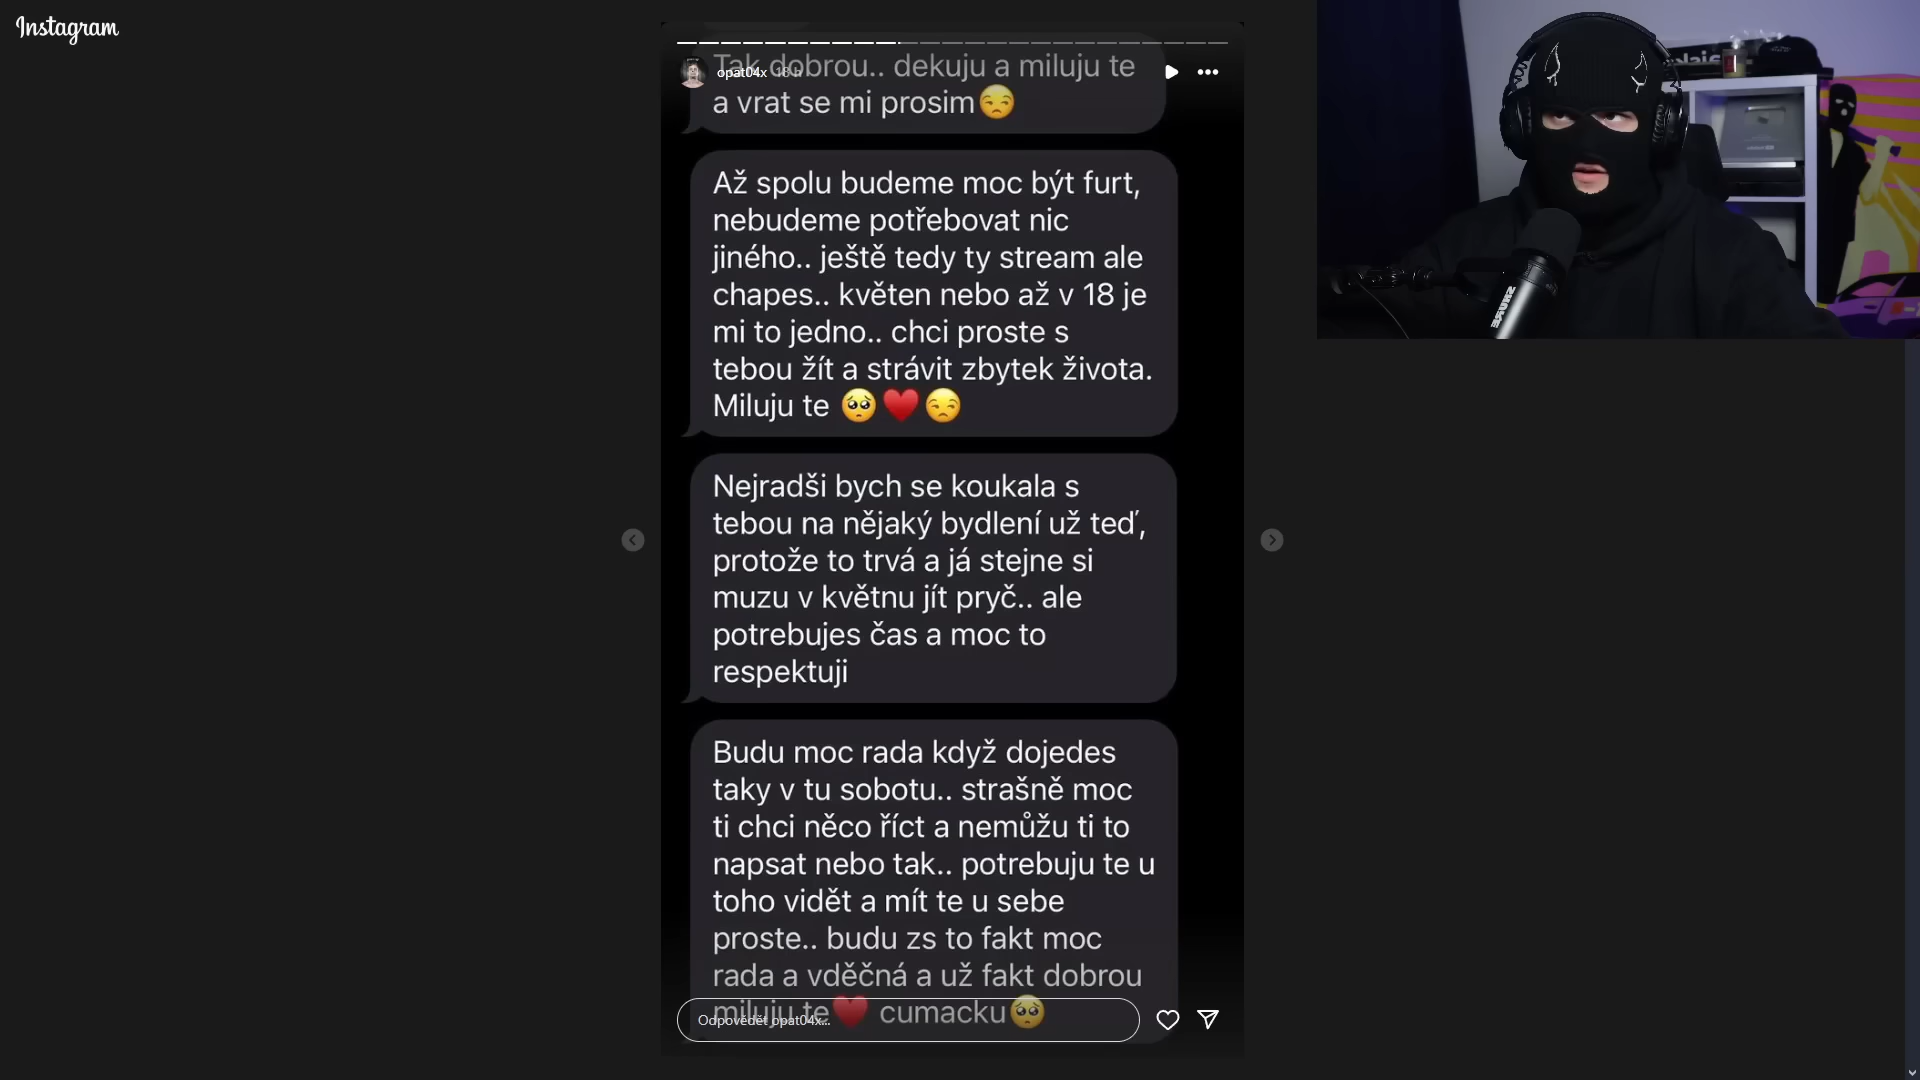 Instagram
opat04x 18 h
Tak dobrou.. dekuju a miluju te
a vrat se mi prosim😒
Až spolu budeme moc být furt,
nebudeme potřebovat nic
jiného.. ještě tedy ty stream ale
chapes.. květen nebo až v 18 je
mi to jedno.. chci proste s
tebou žít a strávit zbytek života.
Miluju te 🥺♥️😒
Nejradši bych se koukala s
tebou na nějaký bydlení už teď,
protože to trvá a já stejne si
muzu v květnu jít pryč.. ale
potrebujes čas a moc to
respektuji
Budu moc rada když dojedes
taky v tu sobotu.. strašně moc
ti chci něco říct a nemůžu ti to
napsat nebo tak.. potrebuju te u
toho vidět a mít te u sebe
proste.. budu zs to fakt moc
rada a vděčná a už fakt dobrou
miluju te♥️ cumacku🥺
Odpovědět opat04x...
SHURE